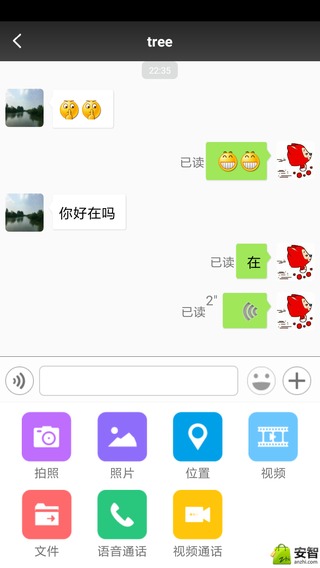 tree
22:35
已读
你好在吗
已读 在
2"
已读
拍照 照片 位置 视频
文件 语音通话 视频通话
安智
anzhi.com